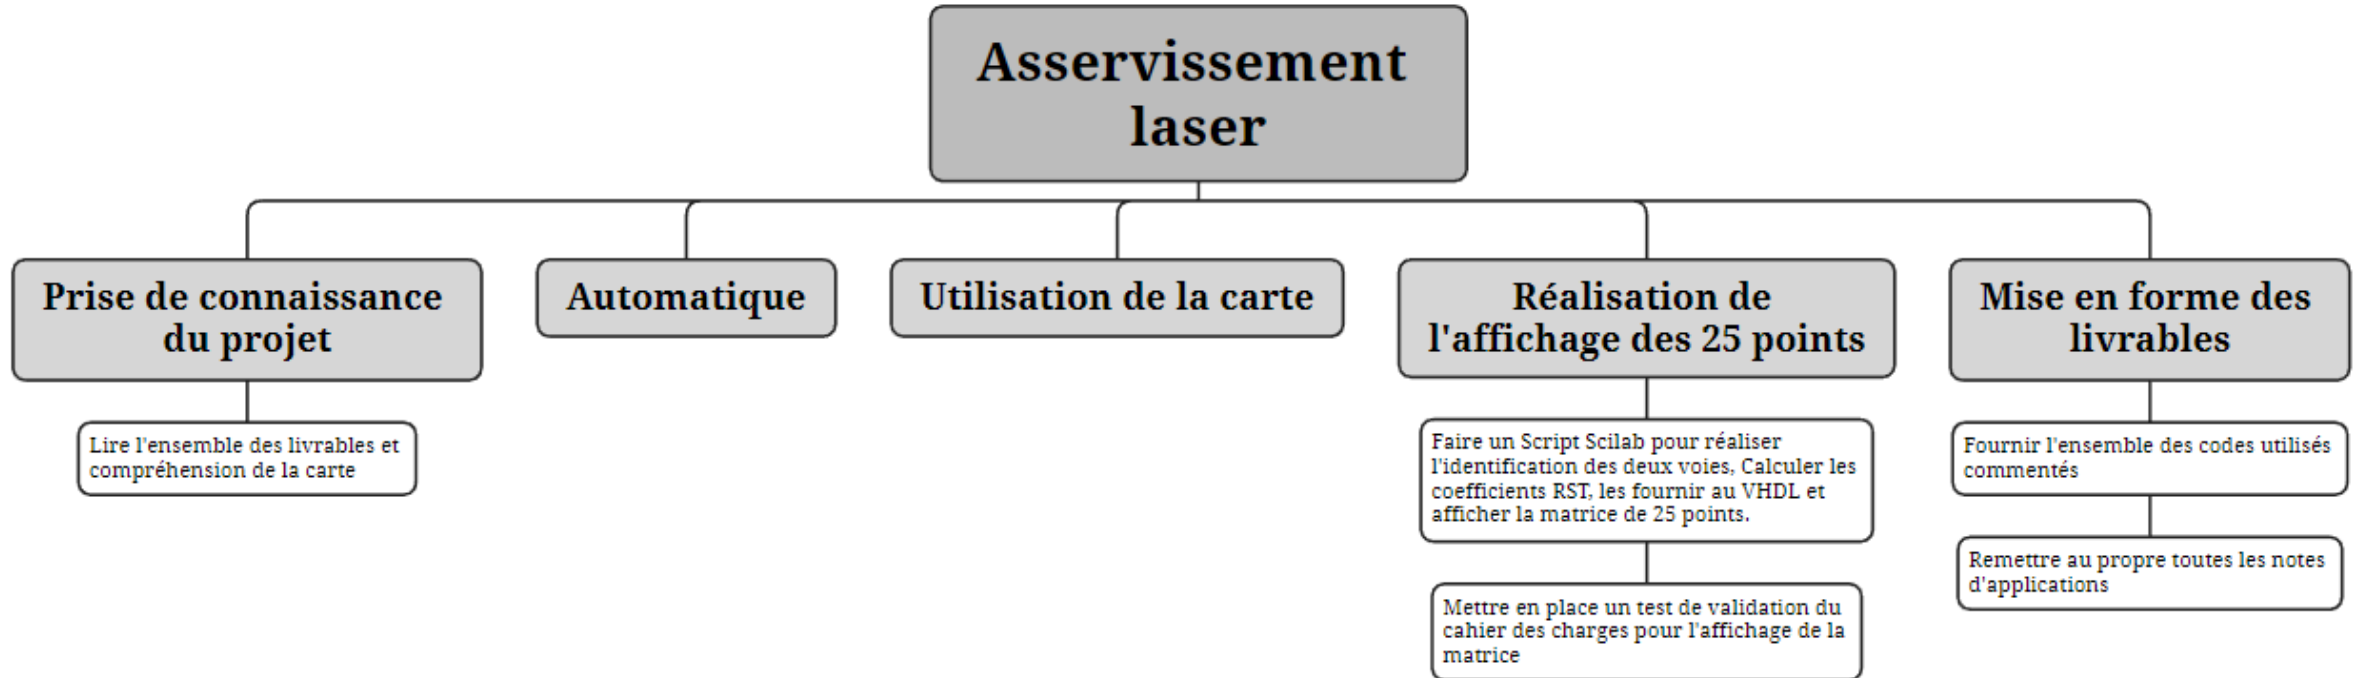 Asservissement
laser
Prise de connaissance
du projet
Automatique
Utilisation de la carte
Réalisation de
l'affichage des 25 points
Mise en forme des
livrables
Lire l'ensemble des livrables et
compréhension de la carte
Faire un Script Scilab pour réaliser
l'identification des deux voies, Calculer les
coefficients RST, les fournir au VHDL et
afficher la matrice de 25 points.
Mettre en place un test de validation du
cahier des charges pour l'affichage de la
matrice
Fournir l'ensemble des codes utilisés
commentés
Remettre au propre toutes les notes
d'applications